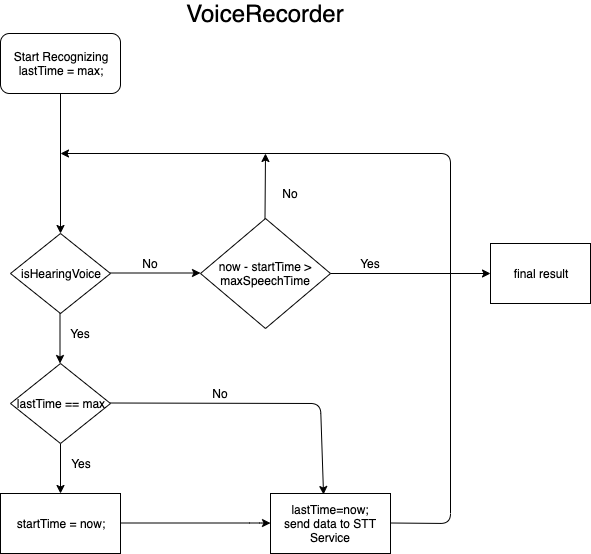 VoiceRecorder
Start Recognizing
lastTime = max;
No
isHearingVoice
No
now - startTime >
maxSpeechTime
Yes
final result
Yes
lastTime == max
No
Yes
startTime = now;
lastTime=now;
send data to STT
Service